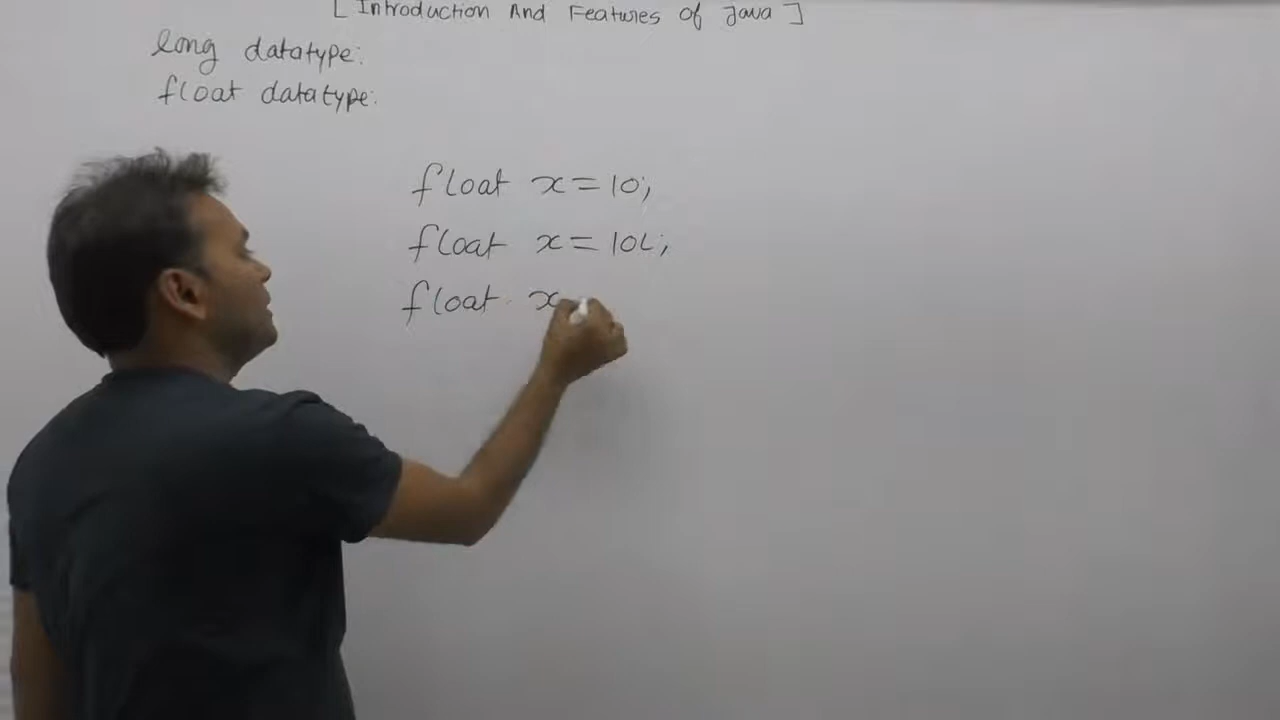 [ Introduction And Features Of Java ]
long datatype:
float datatype:
float x = 10;
float x = 10L;
float x